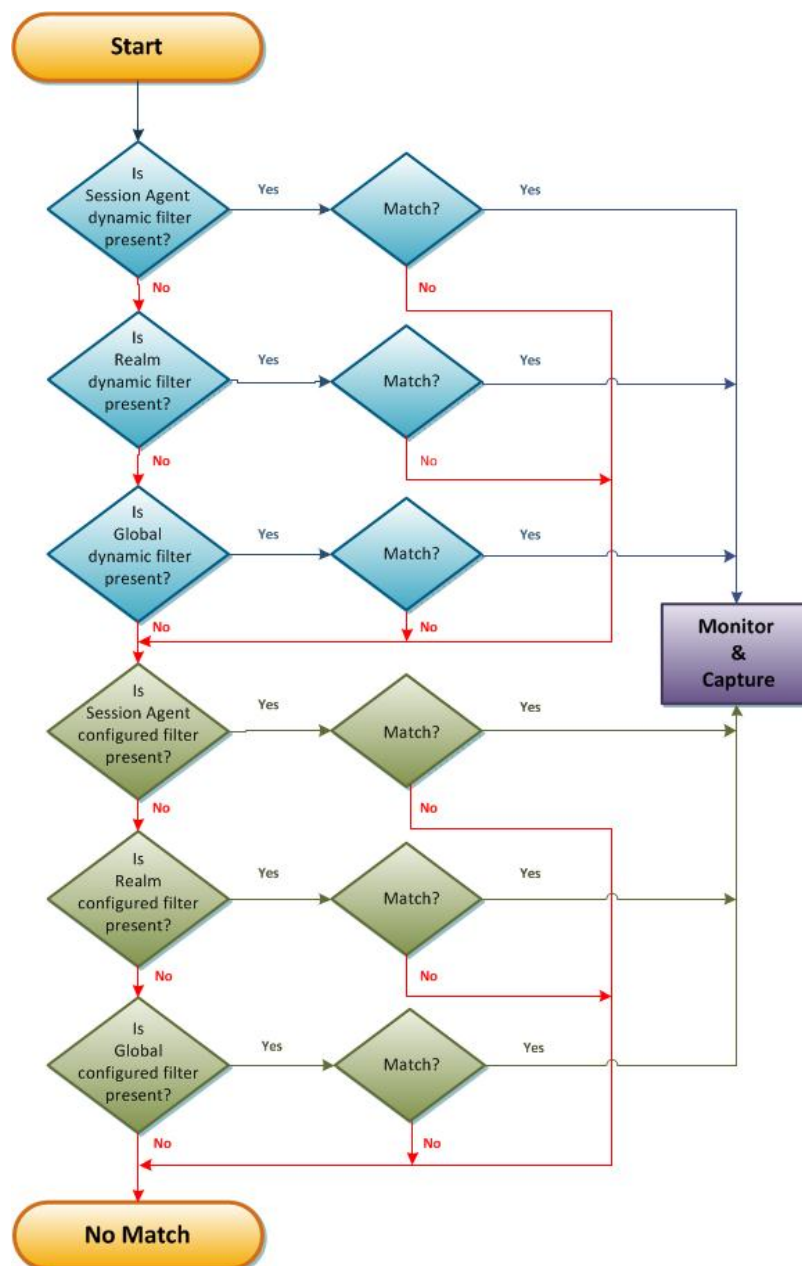 Start
Is
Session Agent
dynamic filter
present?
Yes
Match?
Yes
No
No
Is
Realm
dynamic filter
present?
Yes
Match?
Yes
No
No
Is
Global
dynamic filter
present?
Yes
Match?
Yes
No
No
Monitor
&
Capture
Is
Session Agent
configured filter
present?
Yes
Match?
Yes
No
No
Is
Realm
configured filter
present?
Yes
Match?
Yes
No
No
Is
Global
configured filter
present?
Yes
Match?
Yes
No
No
No Match